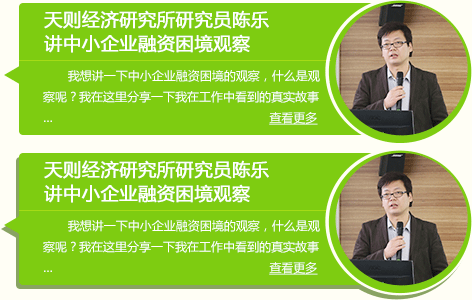 天则经济研究所研究员陈乐
讲中小企业融资困境观察
我想讲一下中小企业融资困境的观察，什么是观
察呢？我在这里分享一下我在工作中看到的真实故事
...
查看更多
天则经济研究所研究员陈乐
讲中小企业融资困境观察
我想讲一下中小企业融资困境的观察，什么是观
察呢？我在这里分享一下我在工作中看到的真实故事
...
查看更多